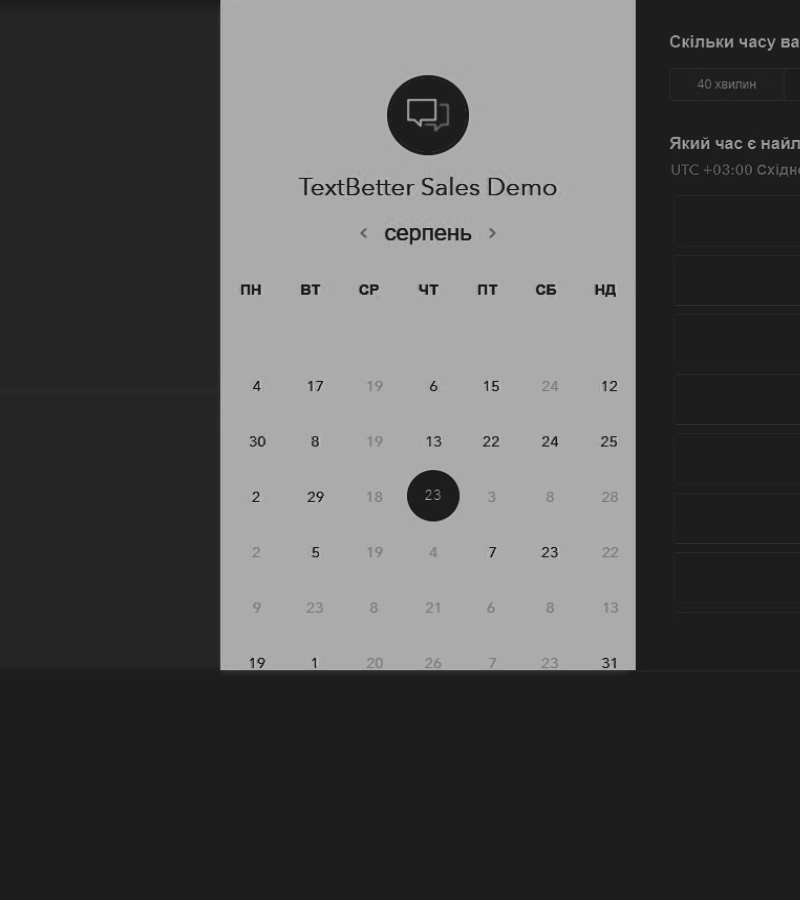 TextBetter Sales Demo
серпень
ПН ВТ СР ЧТ ПТ СБ НД
4 17 19 6 15 24 12
30 8 19 13 22 24 25
2 29 18 23 3 8 28
2 5 19 4 7 23 22
9 23 8 21 6 8 13
19 1 20 26 7 23 31
Скільки часу ва
40 хвилин
Який час є найл
UTC +03:00 Східн